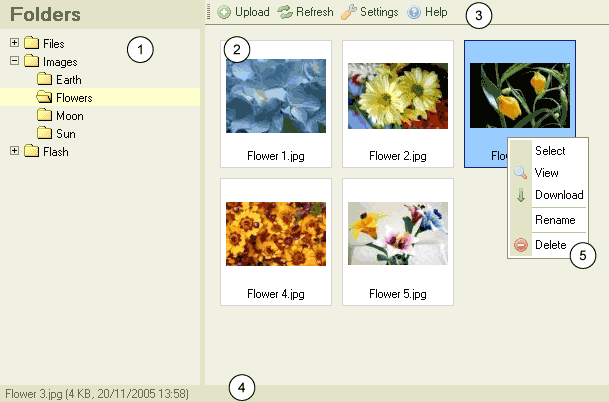 Folders
Upload Refresh Settings Help
3
Files
1
2
Images
Earth
Flowers
Moon
Sun
Flash
Flower 1.jpg
Flower 2.jpg
Select
View
Download
Rename
Delete
5
Flower 4.jpg
Flower 5.jpg
4
Flower 3.jpg (4 KB, 20/11/2005 13:58)